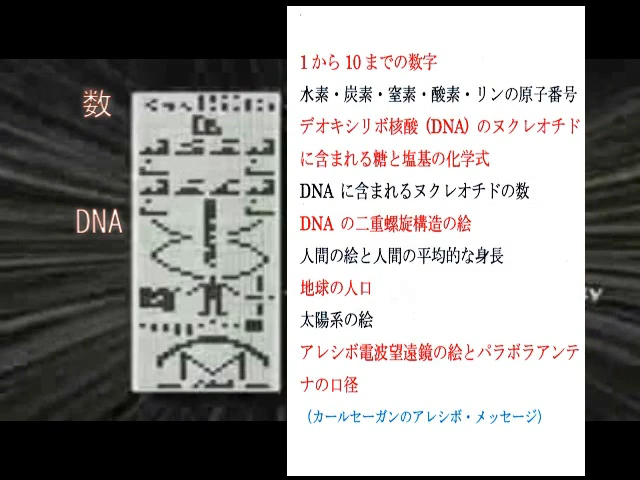 数
DNA
1から10までの数字
水素・炭素・窒素・酸素・リンの原子番号
デオキシリボ核酸 (DNA) のヌクレオチド
に含まれる糖と塩基の化学式
DNA に含まれるヌクレオチドの数
DNA の二重螺旋構造の絵
人間の絵と人間の平均的な身長
地球の人口
太陽系の絵
アレシボ電波望遠鏡の絵とパラボラアンテ
ナの口径
（カールセーガンのアレシボ・メッセージ）